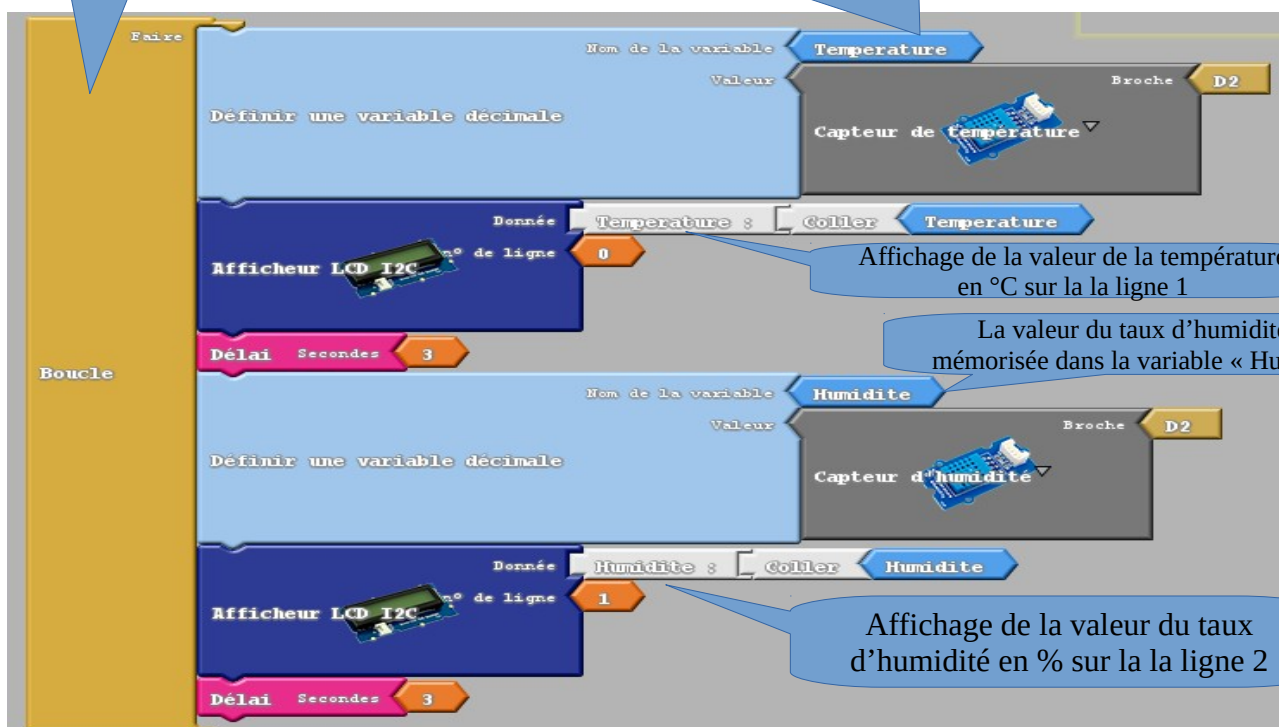 Faire
Nom de la variable Temperature
Valeur Broche D2
Définir une variable décimale
Capteur de température
Donnée Temperature : Coller Temperature
n° de ligne 0
Afficheur LCD I2C
Affichage de la valeur de la température
en °C sur la la ligne 1
Délai Secondes 3
La valeur du taux d’humidité
mémorisée dans la variable « Hu
Boucle
Nom de la variable Humidite
Valeur Broche D2
Définir une variable décimale
Capteur d'humidité
Donnée Humidite : Coller Humidite
n° de ligne 1
Afficheur LCD I2C
Affichage de la valeur du taux
d’humidité en % sur la la ligne 2
Délai Secondes 3